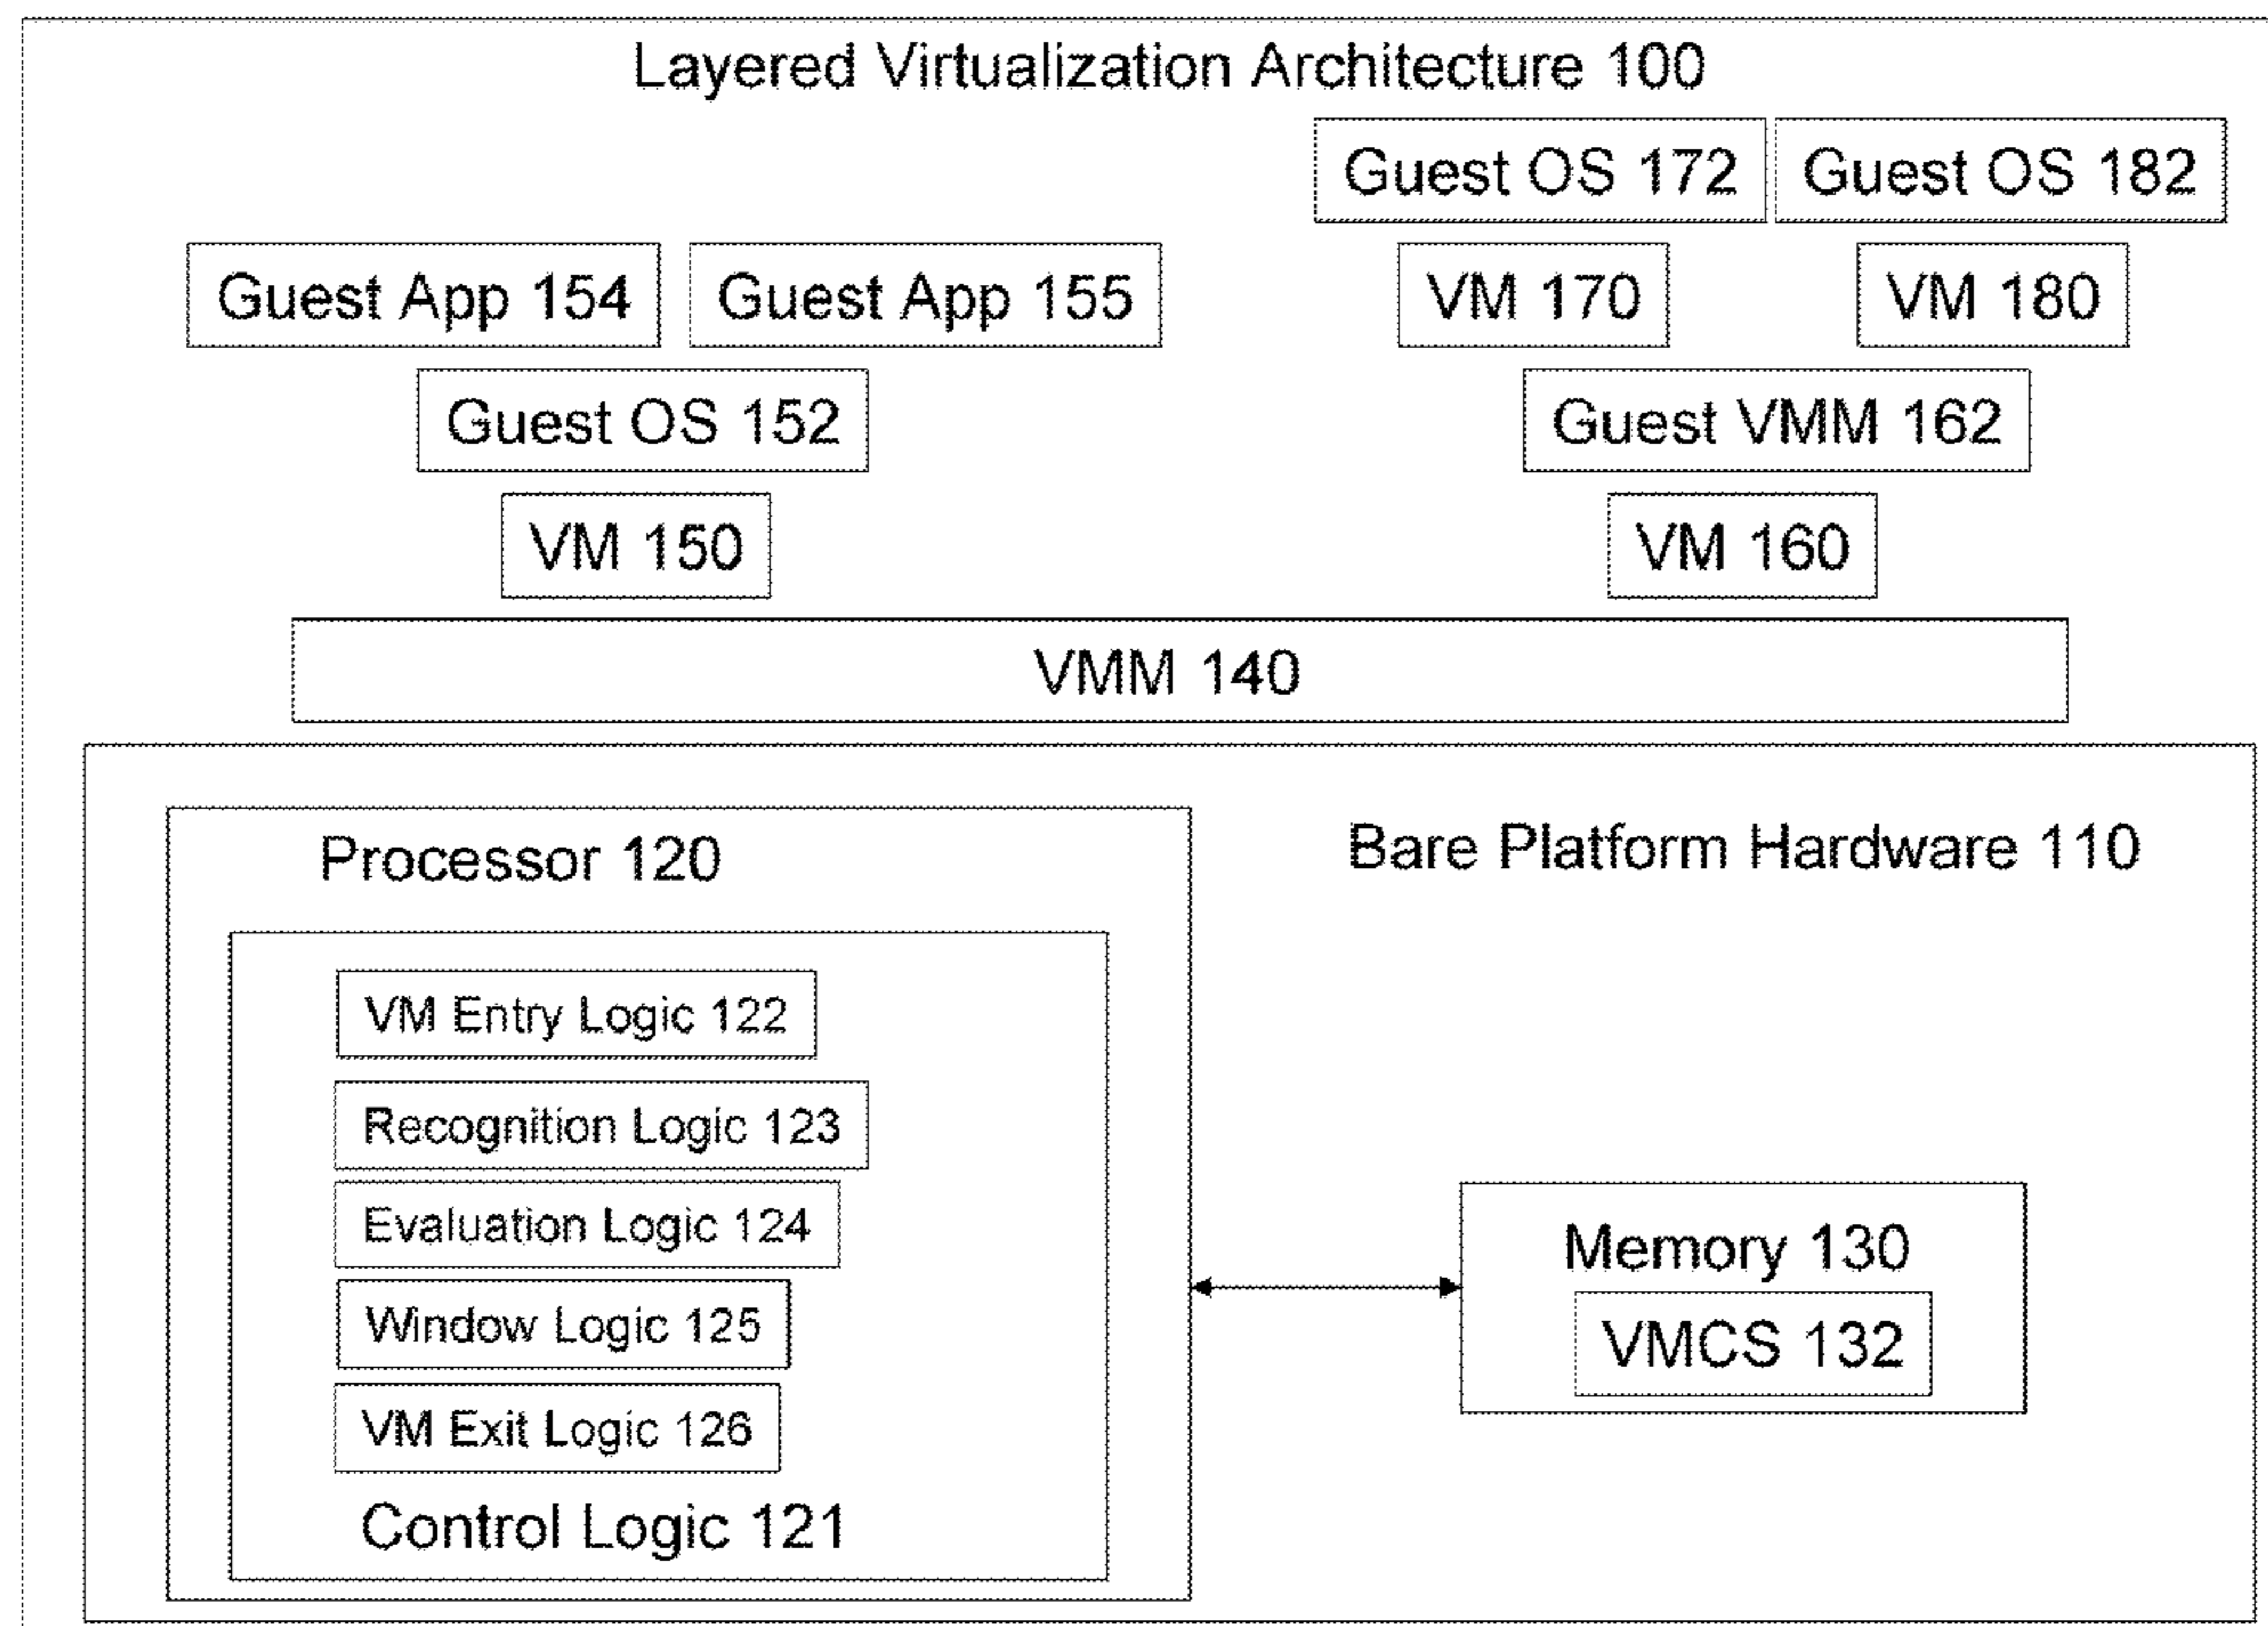 Layered Virtualization Architecture 100
Guest OS 172
Guest OS 182
Guest App 154
Guest App 155
VM 170
VM 180
Guest OS 152
Guest VMM 162
VM 150
VM 160
VMM 140
Processor 120
Bare Platform Hardware 110
VM Entry Logic 122
Recognition Logic 123
Evaluation Logic 124
Window Logic 125
VM Exit Logic 126
Control Logic 121
Memory 130
VMCS 132